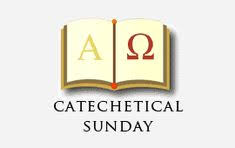 Α Ω
CATECHETICAL
SUNDAY